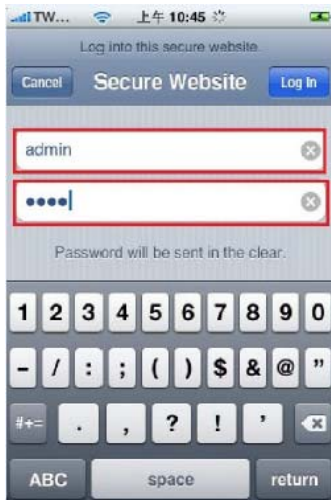 TW... 上午 10:45
Log into this secure website.
Cancel Secure Website Log In
admin
••••
Password will be sent in the clear.
1 2 3 4 5 6 7 8 9 0
- / : ; ( ) $ & @ "
#+= . , ? ! '
ABC space return